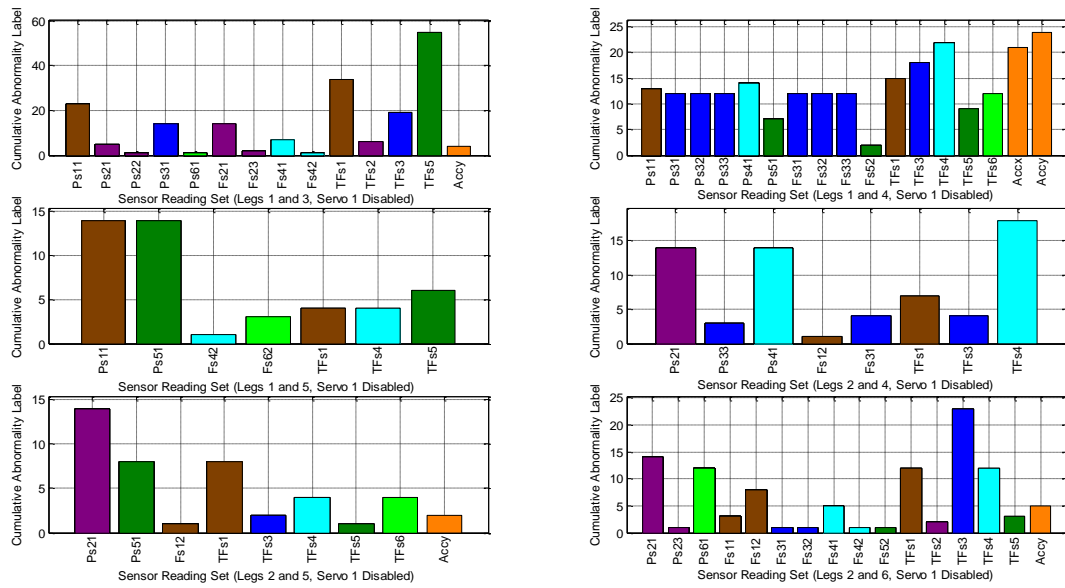 Cumulative Abnormality Label
60
40
20
0
Ps11 Ps21 Ps22 Ps31 Ps61 Fs21 Fs23 Fs41 Fs42 TFs1 TFs2 TFs3 TFs5 Accy
Sensor Reading Set (Legs 1 and 3, Servo 1 Disabled)
Cumulative Abnormality Label
25
20
15
10
5
0
Ps11 Ps31 Ps32 Ps33 Ps41 Ps51 Fs31 Fs32 Fs33 Fs52 TFs1 TFs3 TFs4 TFs5 TFs6 Accx Accy
Sensor Reading Set (Legs 1 and 4, Servo 1 Disabled)
Cumulative Abnormality Label
15
10
5
0
Ps11 Ps51 Fs42 Fs62 TFs1 TFs4 TFs5
Sensor Reading Set (Legs 1 and 5, Servo 1 Disabled)
Cumulative Abnormality Label
15
10
5
0
Ps21 Ps33 Ps41 Fs12 Fs31 TFs1 TFs3 TFs4
Sensor Reading Set (Legs 2 and 4, Servo 1 Disabled)
Cumulative Abnormality Label
15
10
5
0
Ps21 Ps51 Fs12 TFs1 TFs3 TFs4 TFs5 TFs6 Accy
Sensor Reading Set (Legs 2 and 5, Servo 1 Disabled)
Cumulative Abnormality Label
25
20
15
10
5
0
Ps21 Ps23 Ps61 Fs11 Fs12 Fs31 Fs32 Fs41 Fs42 Fs52 TFs1 TFs2 TFs3 TFs4 TFs5 Accy
Sensor Reading Set (Legs 2 and 6, Servo 1 Disabled)